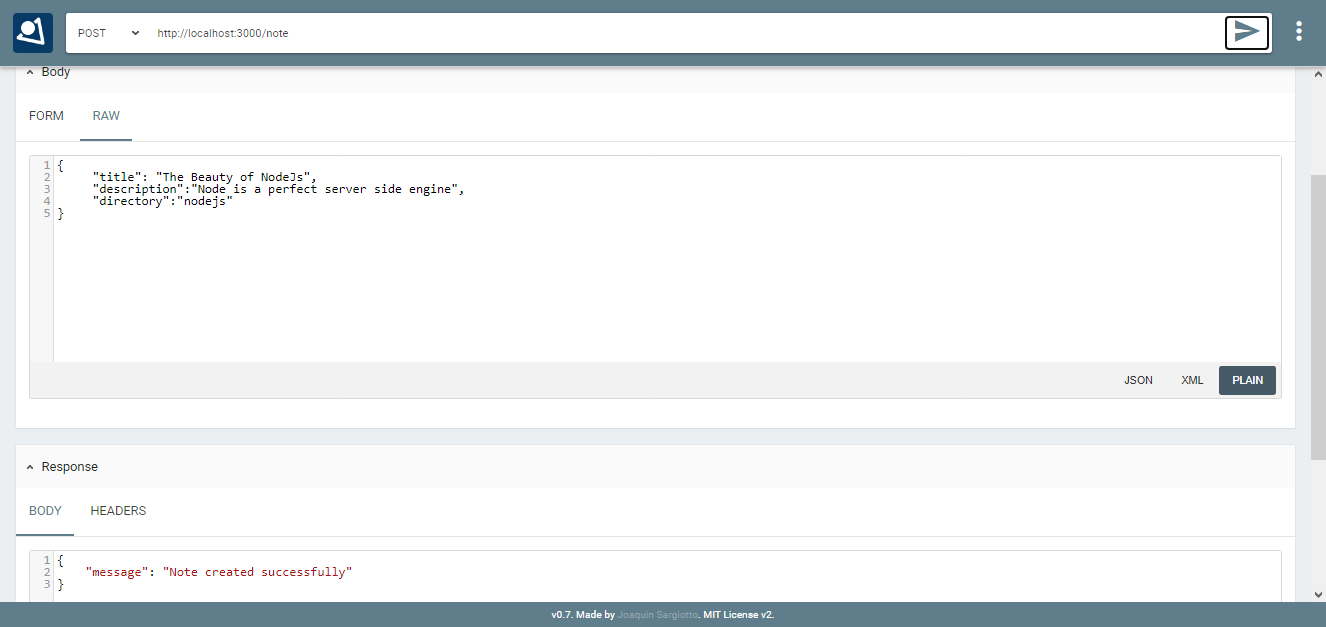 POST http://localhost:3000/note
Body
FORM RAW
1 {
2 "title": "The Beauty of NodeJs",
3 "description":"Node is a perfect server side engine",
4 "directory":"nodejs"
5 }
JSON XML PLAIN
Response
BODY HEADERS
1 {
2 "message": "Note created successfully"
3 }
v0.7. Made by Joaquin Sargiotto. MIT License v2.